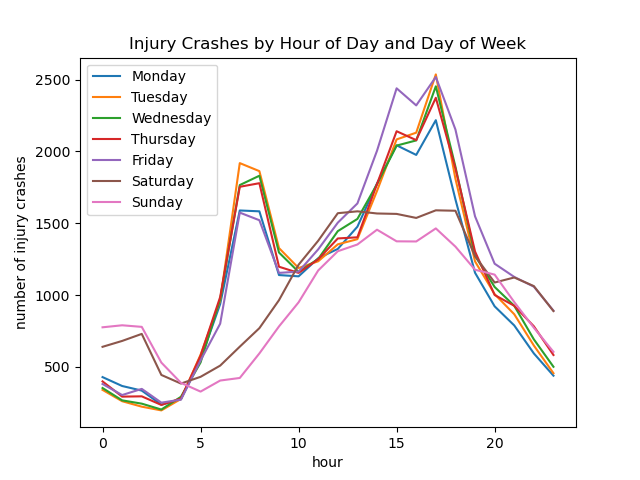 Injury Crashes by Hour of Day and Day of Week
number of injury crashes
2500
2000
1500
1000
500
Monday
Tuesday
Wednesday
Thursday
Friday
Saturday
Sunday
0
5
10
15
20
hour